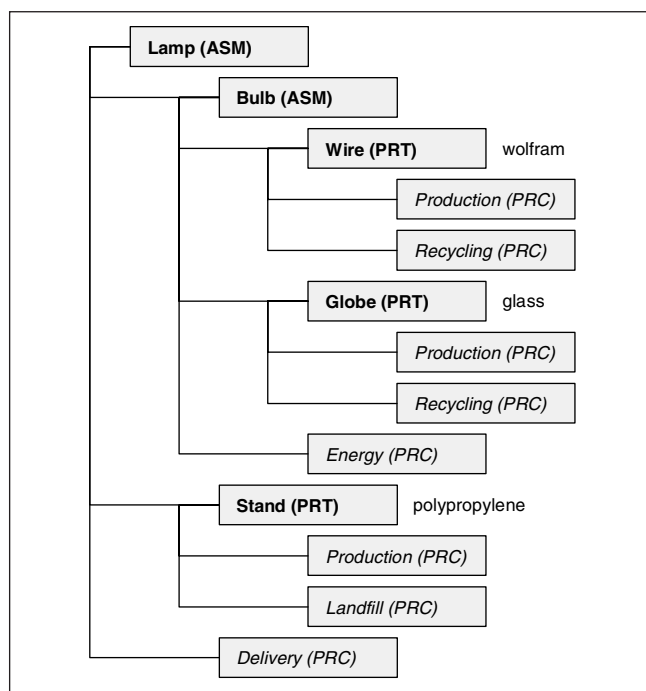 Lamp (ASM)
Bulb (ASM)
Wire (PRT) wolfram
Production (PRC)
Recycling (PRC)
Globe (PRT) glass
Production (PRC)
Recycling (PRC)
Energy (PRC)
Stand (PRT) polypropylene
Production (PRC)
Landfill (PRC)
Delivery (PRC)